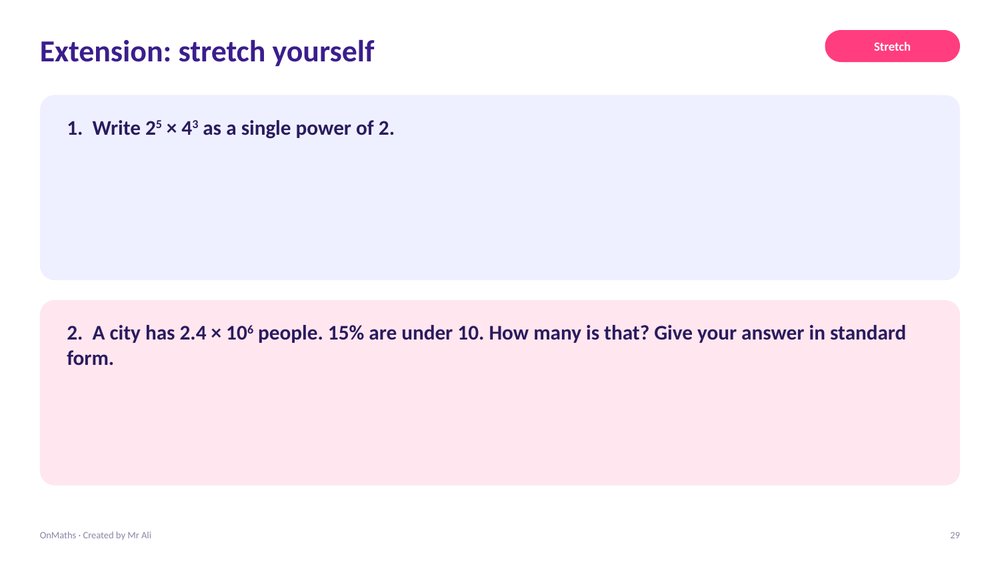 Extension: stretch yourself
Stretch
1. Write 2⁵ × 4³ as a single power of 2.
2. A city has 2.4 × 10⁶ people. 15% are under 10. How many is that? Give your answer in standard
form.
OnMaths · Created by Mr Ali
29